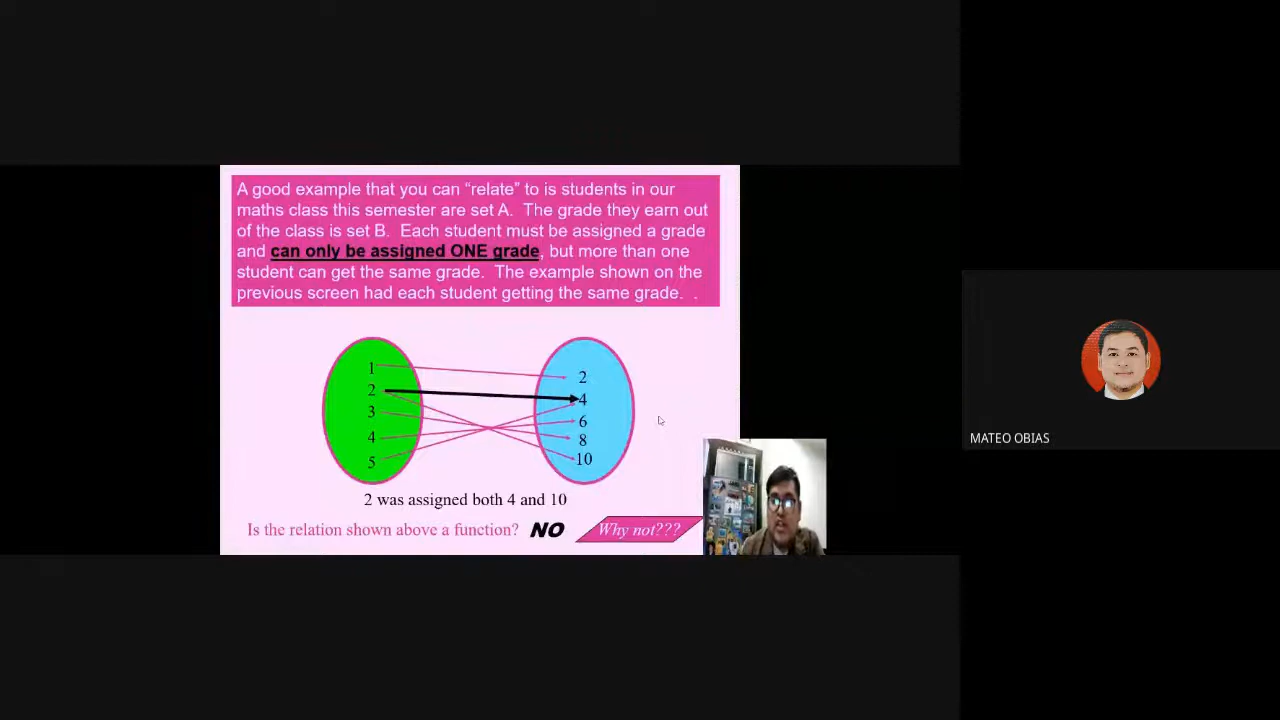 A good example that you can “relate” to is students in our
maths class this semester are set A.  The grade they earn out
of the class is set B.  Each student must be assigned a grade
and can only be assigned ONE grade, but more than one
student can get the same grade.  The example shown on the
previous screen had each student getting the same grade.  .
1
2
3
4
5
2
4
6
8
10
2 was assigned both 4 and 10
Is the relation shown above a function? NO Why not???
MATEO OBIAS